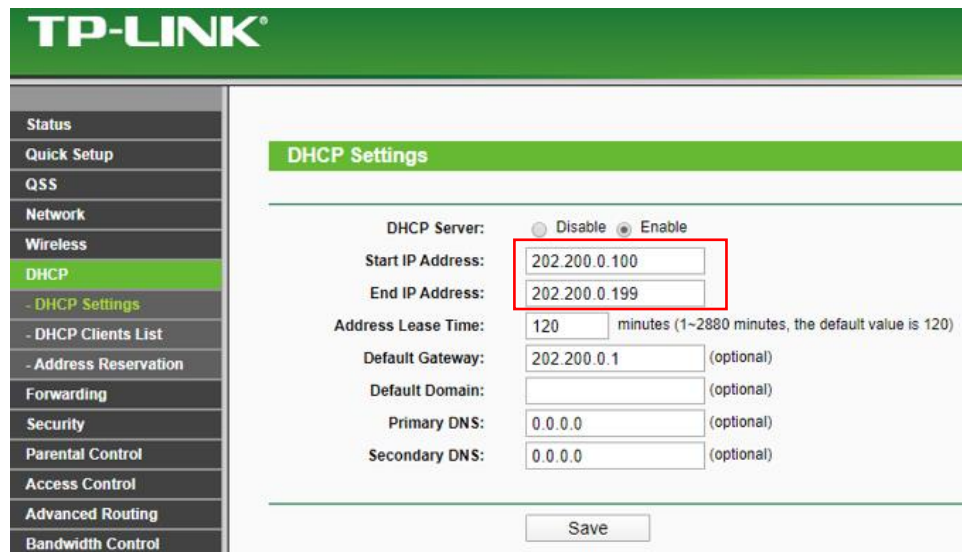 TP-LINK®
Status
Quick Setup
QSS
Network
Wireless
DHCP
- DHCP Settings
- DHCP Clients List
- Address Reservation
Forwarding
Security
Parental Control
Access Control
Advanced Routing
Bandwidth Control
DHCP Settings
DHCP Server: Disable Enable
Start IP Address: 202.200.0.100
End IP Address: 202.200.0.199
Address Lease Time: 120 minutes (1~2880 minutes, the default value is 120)
Default Gateway: 202.200.0.1 (optional)
Default Domain: (optional)
Primary DNS: 0.0.0.0 (optional)
Secondary DNS: 0.0.0.0 (optional)
Save